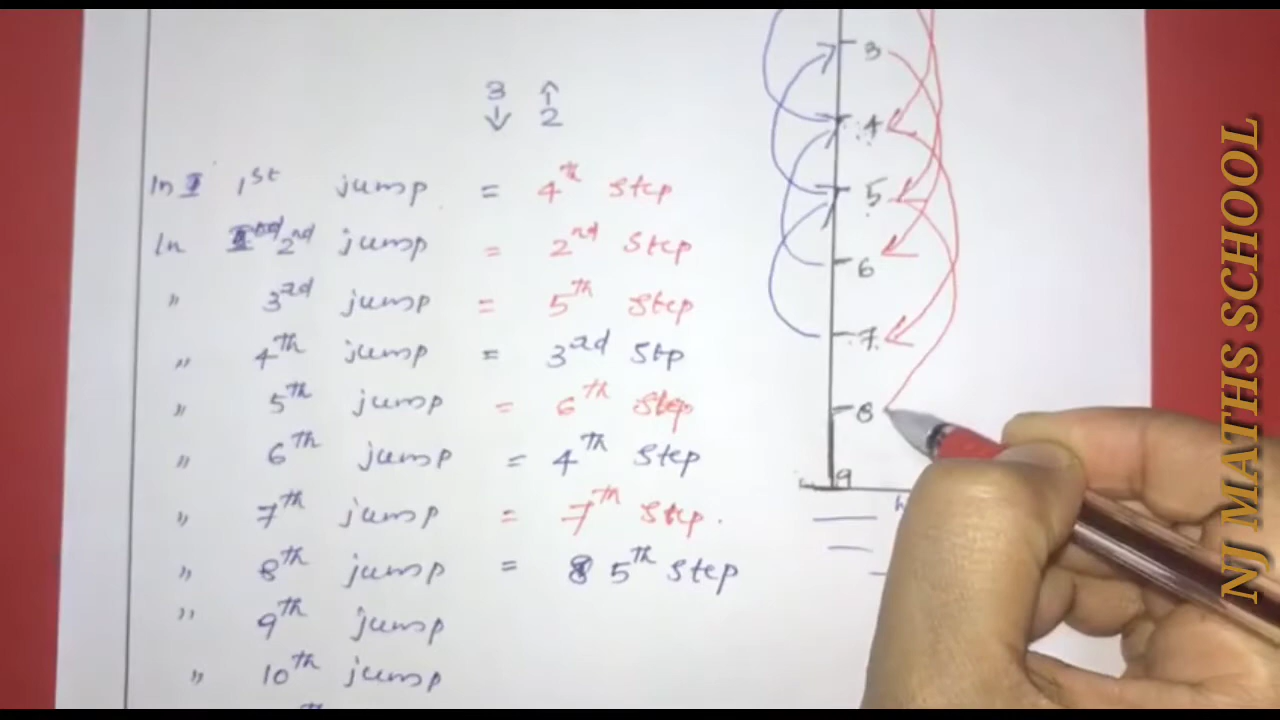 3 ↑
↓ 2
In I 1st jump = 4th Step
In 2nd jump = 2nd Step
" 3rd jump = 5th Step
" 4th jump = 3rd Stp
" 5th jump = 6th Step
" 6th jump = 4th Step
" 7th jump = 7th Step.
" 8th jump = 8 5th Step
" 9th jump
" 10th jump
th
3
4
5
6
7
8
9
NJ MATHS SCHOOL